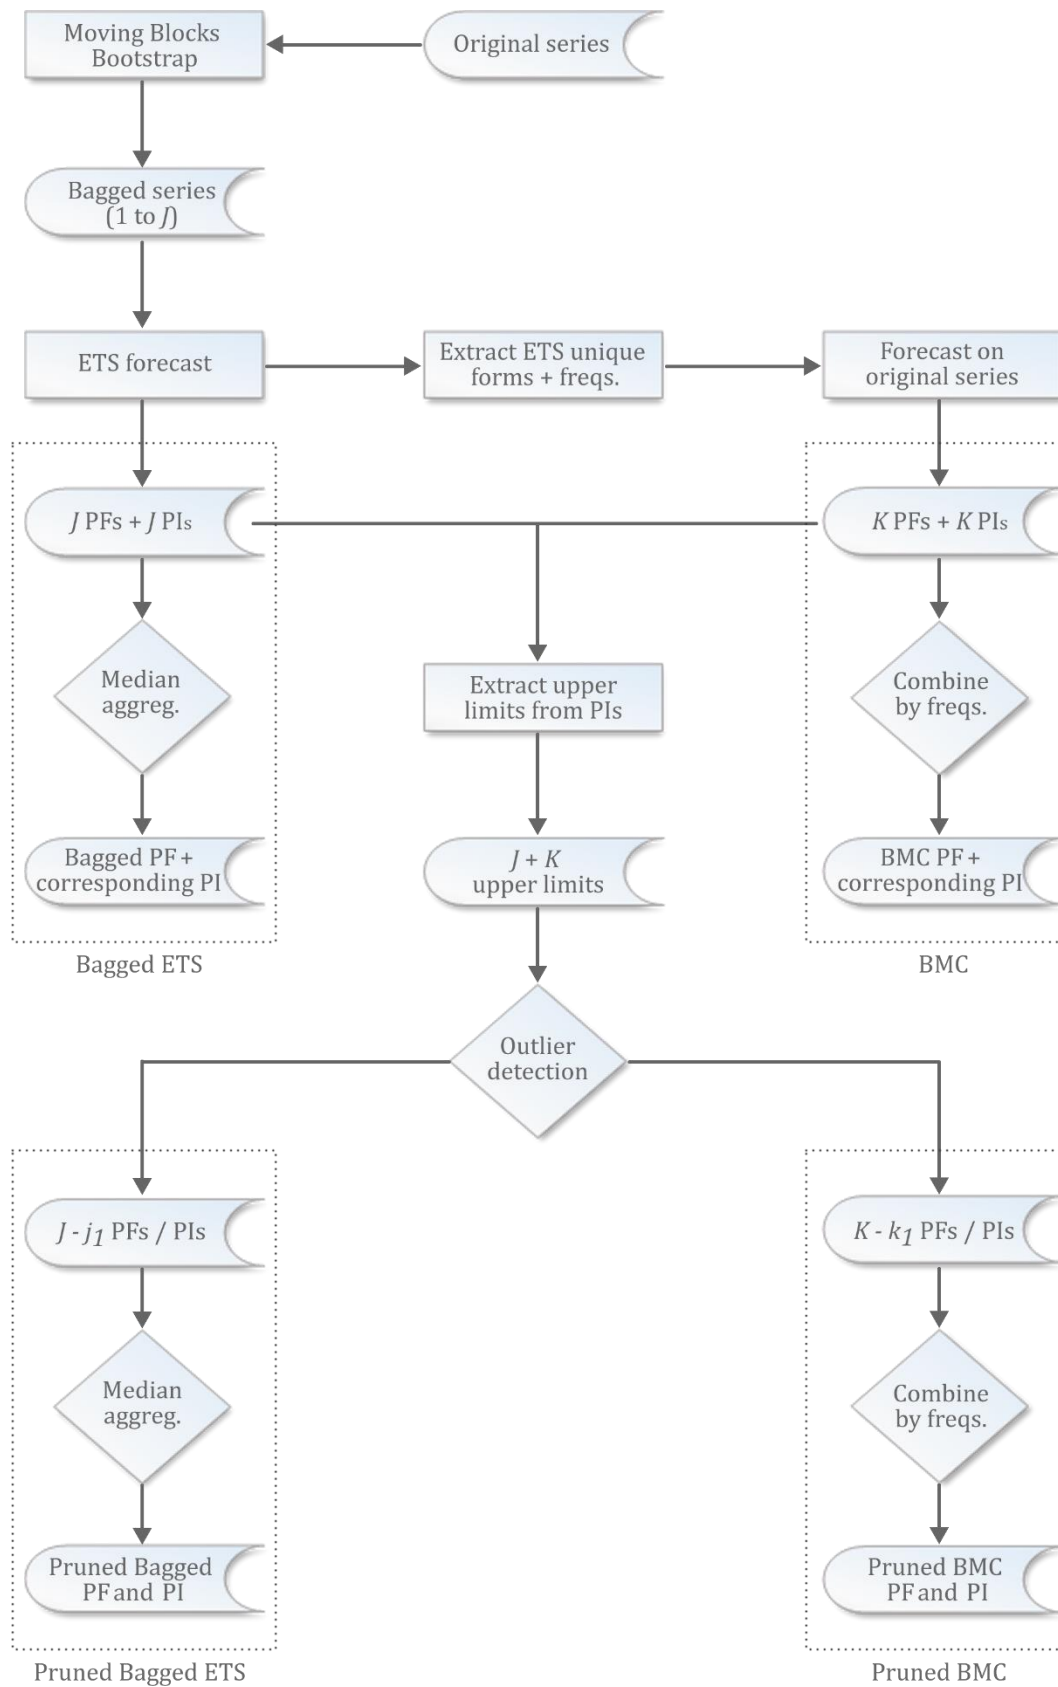 Moving Blocks
Bootstrap
Original series
Bagged series
(1 to J)
ETS forecast
Extract ETS unique
forms + freqs.
Forecast on
original series
J PFs + J PIs
K PFs + K PIs
Median
aggreg.
Extract upper
limits from PIs
Combine
by freqs.
Bagged PF +
corresponding PI
J + K
upper limits
BMC PF +
corresponding PI
Bagged ETS
BMC
Outlier
detection
J - j1 PFs / PIs
K - k1 PFs / PIs
Median
aggreg.
Combine
by freqs.
Pruned Bagged
PF and PI
Pruned BMC
PF and PI
Pruned Bagged ETS
Pruned BMC